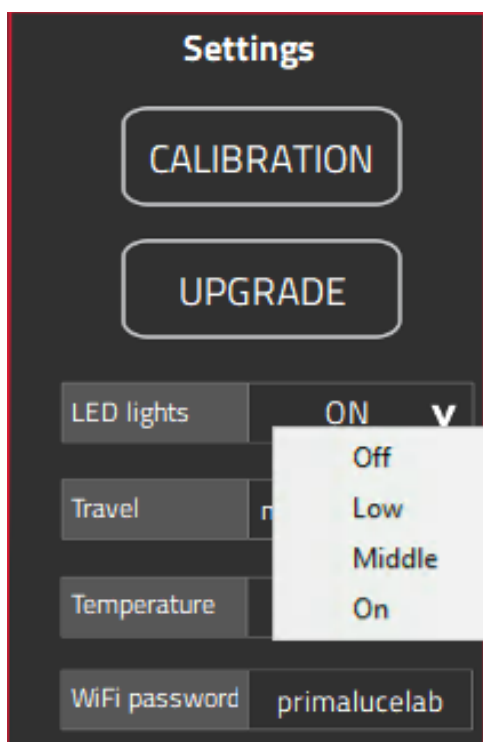 Settings
CALIBRATION
UPGRADE
LED lights ON
Off
Travel
Low
Middle
Temperature
On
WiFi password primalucelab